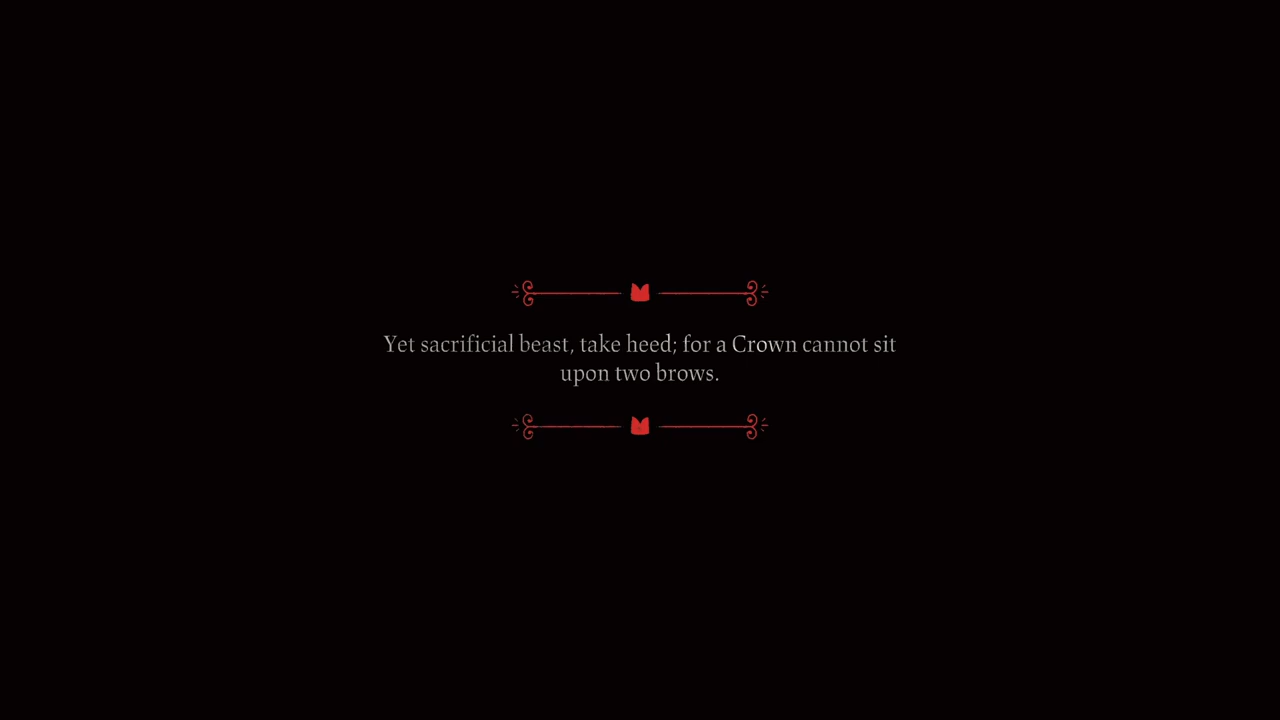 Yet sacrificial beast, take heed; for a Crown cannot sit
upon two brows.